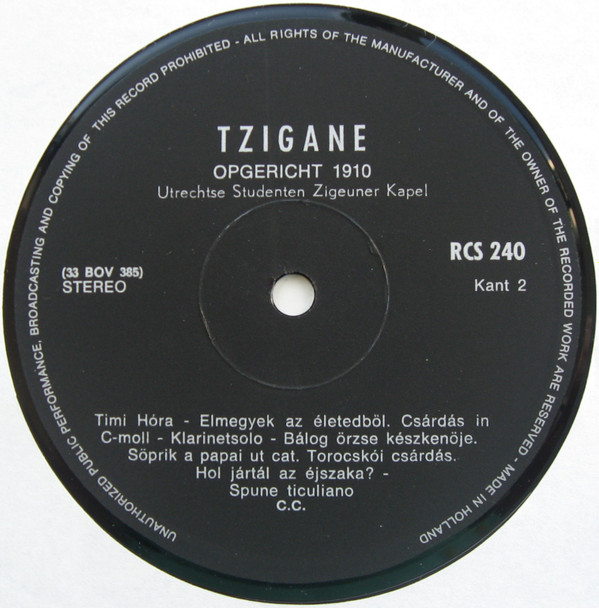 UNAUTHORIZED PUBLIC PERFORMANCE, BROADCASTING AND COPYING OF THIS RECORD PROHIBITED - ALL RIGHTS OF THE MANUFACTURER AND OF THE OWNER OF THE RECORDED WORK ARE RESERVED - MADE IN HOLLAND
TZIGANE
OPGERICHT 1910
Utrechtse Studenten Zigeuner Kapel
(33 BOV 385)
STEREO
RCS 240
Kant 2
Timi Hóra - Elmegyek az életedböl. Csárdás in
C-moll - Klarinetsolo - Bálog örzse készkenöje.
Söprik a papai ut cat. Torocskói csárdás.
Hol jártál az éjszaka? -
Spune ticuliano
C.C.